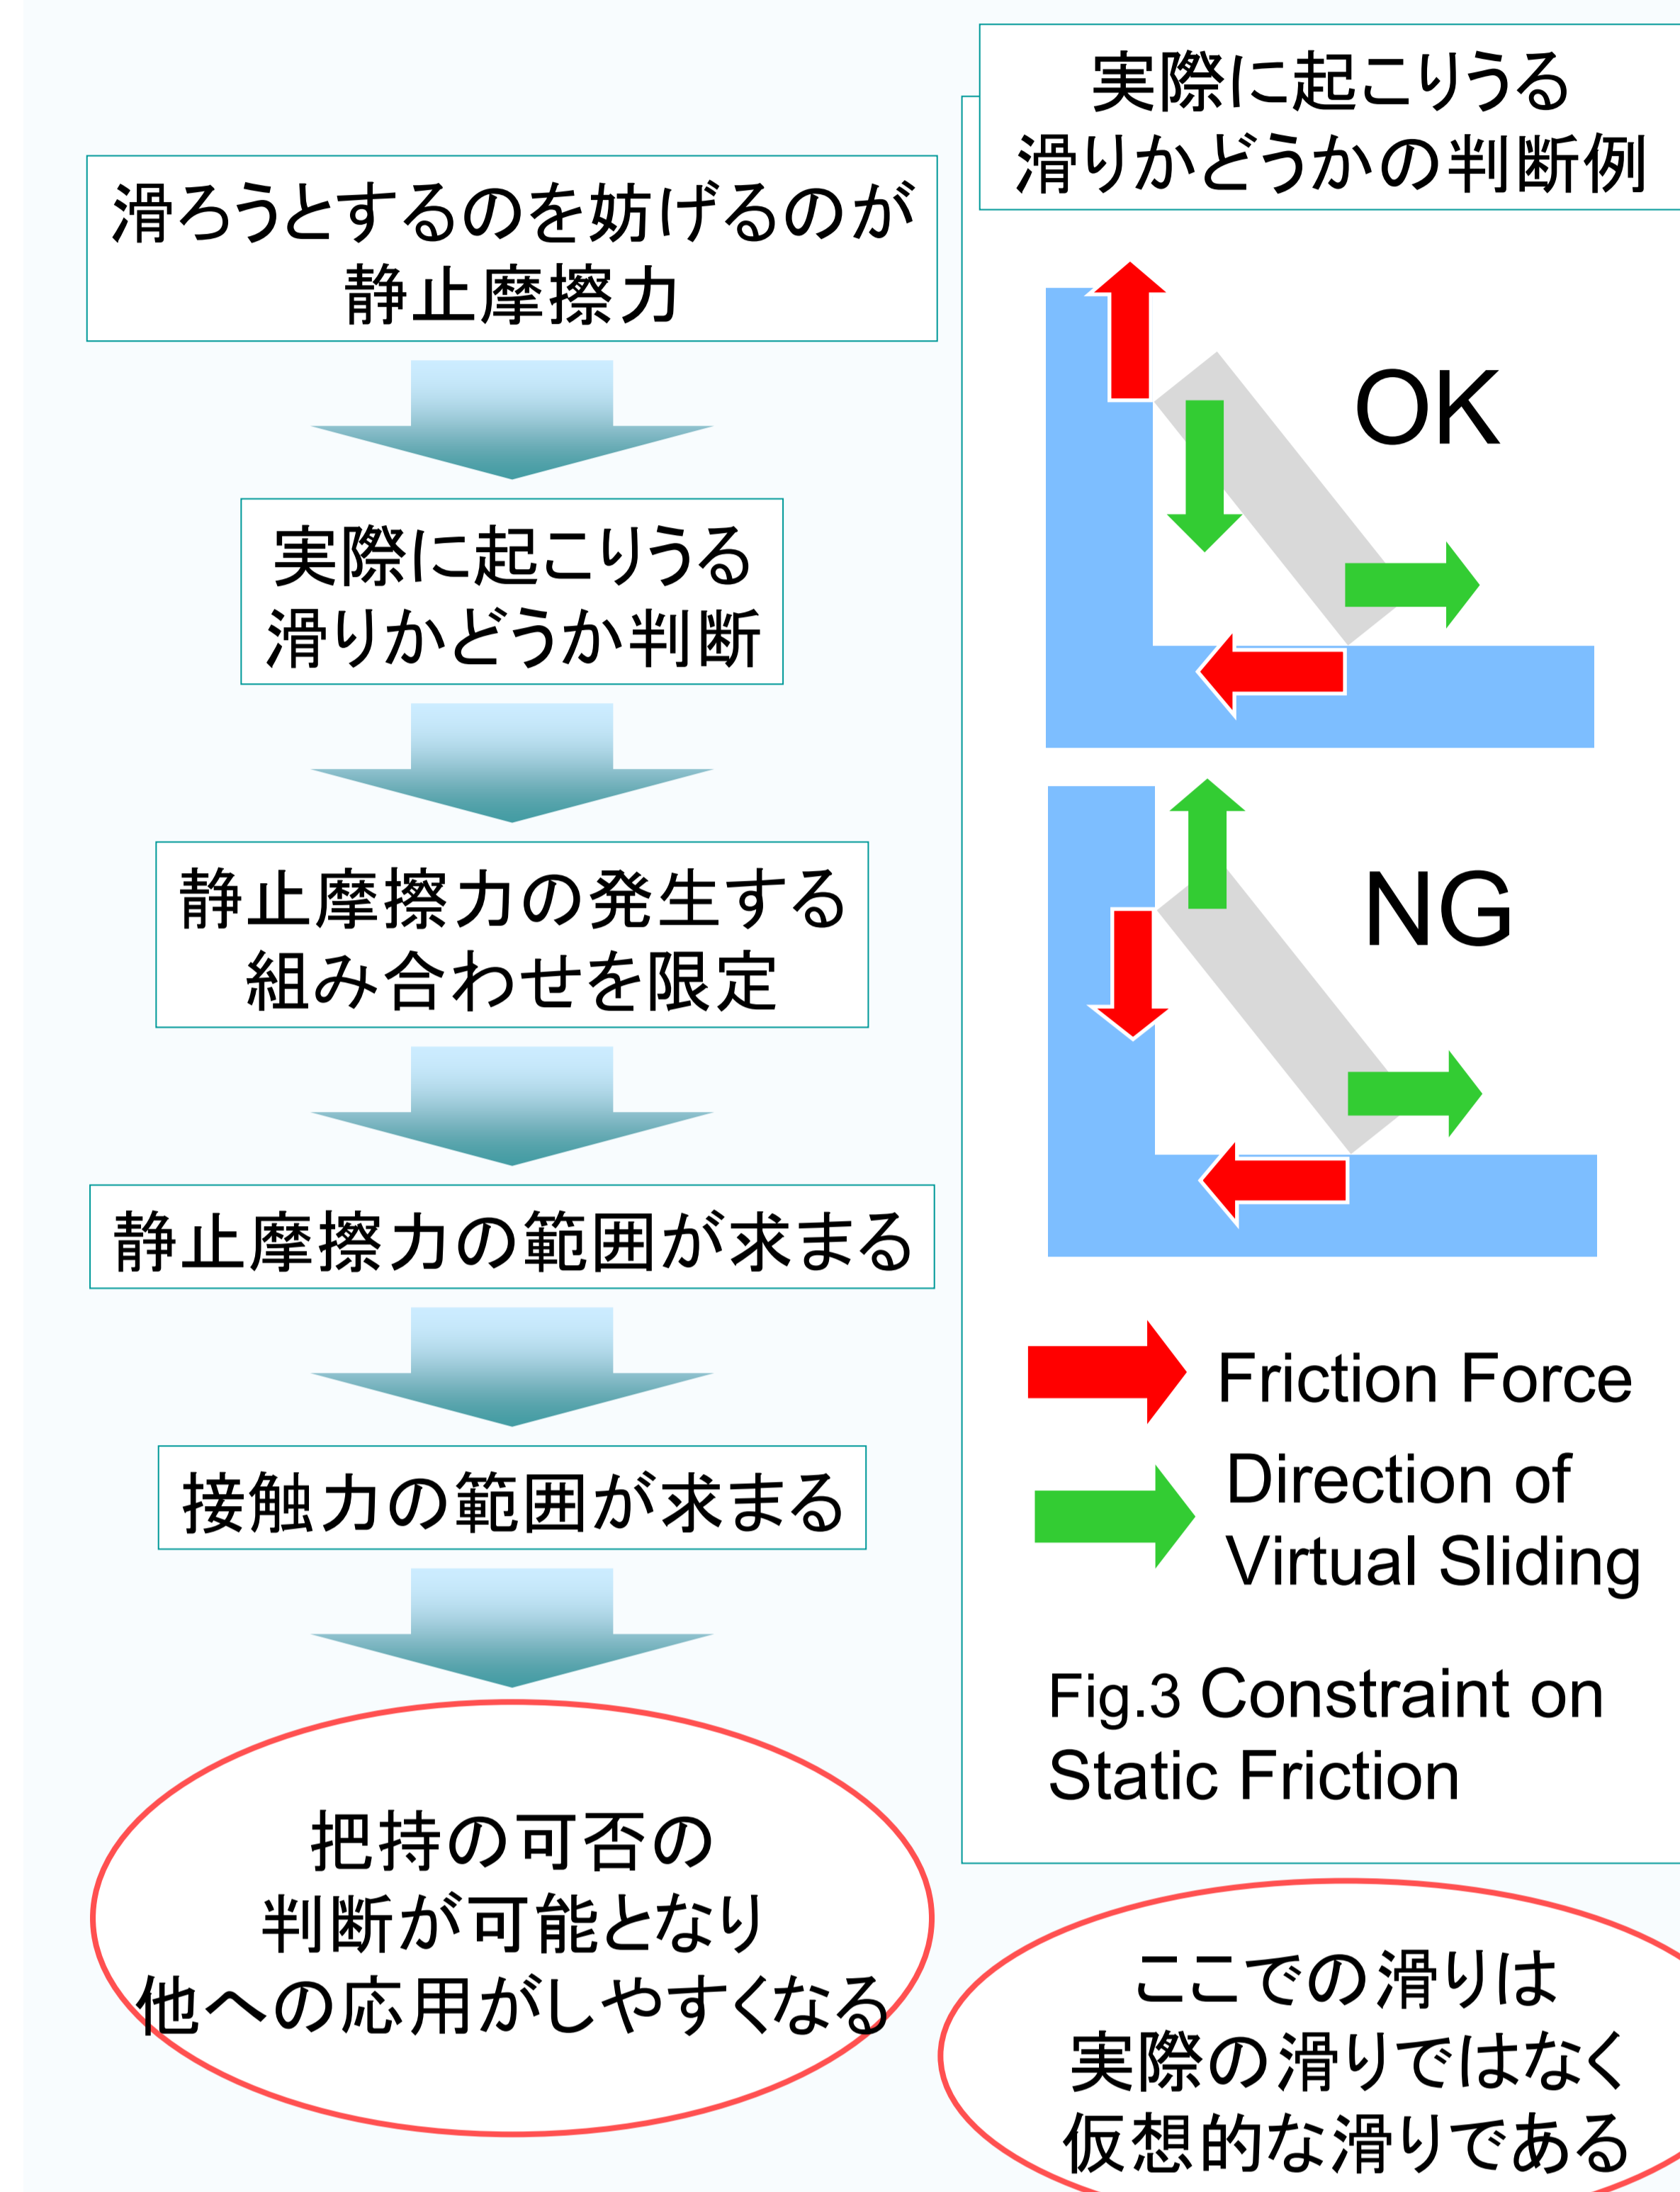 滑ろうとするのを妨げるのが
静止摩擦力
実際に起こりうる
滑りかどうか判断
静止摩擦力の発生する
組み合わせを限定
静止摩擦力の範囲が求まる
接触力の範囲が求まる
把持の可否の
判断が可能となり
他への応用がしやすくなる
実際に起こりうる
滑りかどうかの判断例
OK
NG
Friction Force
Direction of
Virtual Sliding
Fig.3 Constraint on
Static Friction
ここでの滑りは
実際の滑りではなく
仮想的な滑りである